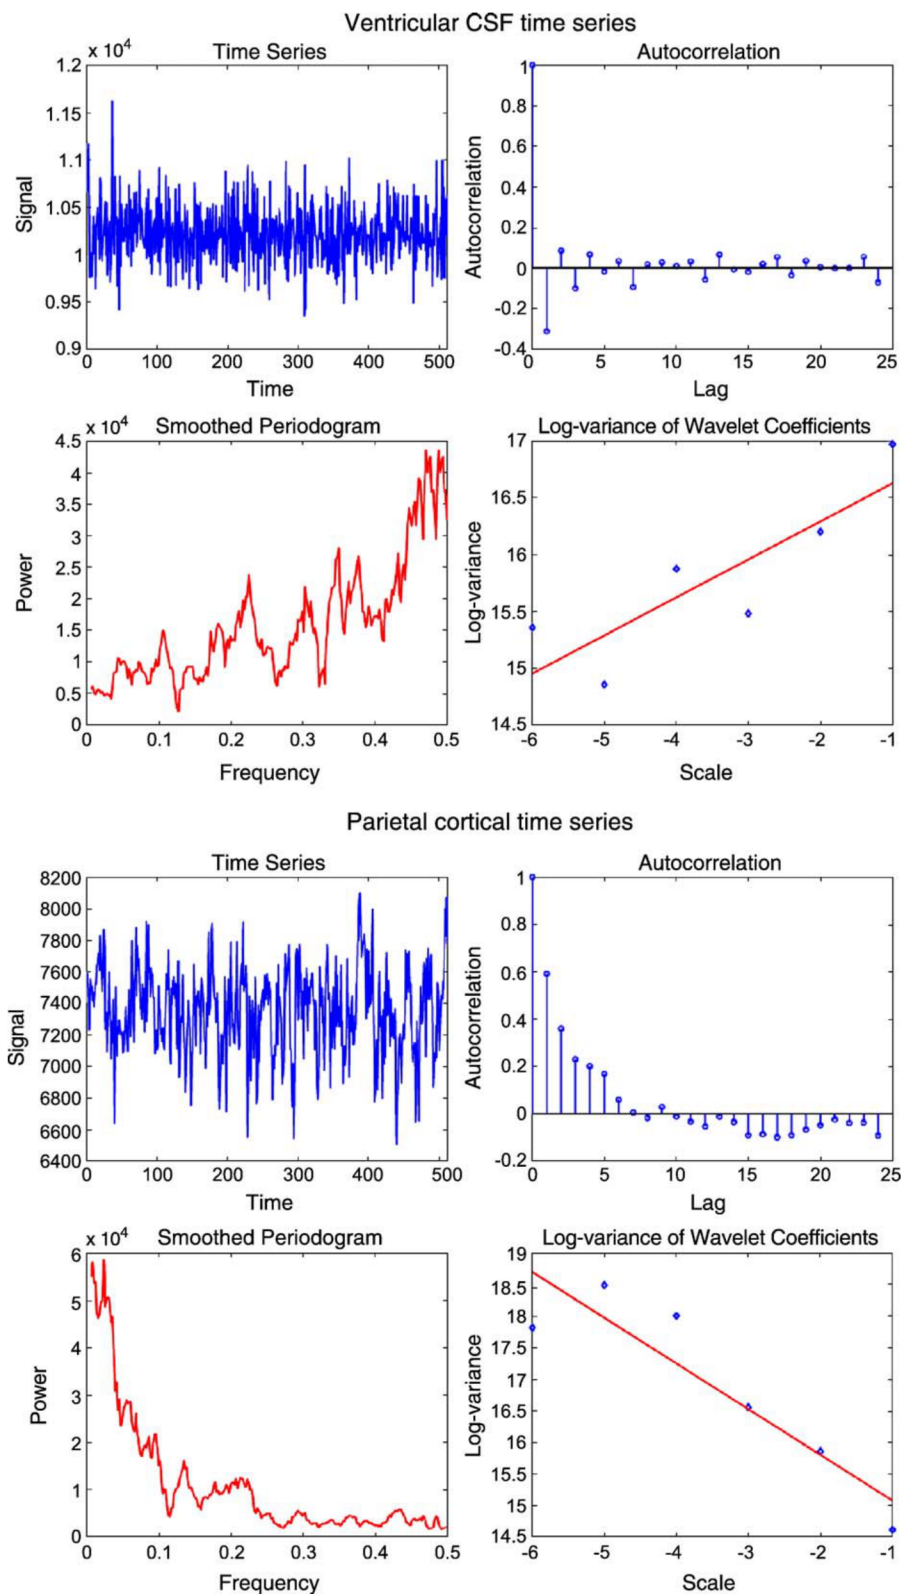 Ventricular CSF time series
x 10⁴ Time Series
1.2
1.15
1.1
1.05
1
0.95
0.9
0 100 200 300 400 500
Signal
Time
Autocorrelation
1
0.8
0.6
0.4
0.2
0
-0.2
-0.4
0 5 10 15 20 25
Autocorrelation
Lag
x 10⁴ Smoothed Periodogram
4.5
4
3.5
3
2.5
2
1.5
1
0.5
0
0 0.1 0.2 0.3 0.4 0.5
Power
Frequency
Log-variance of Wavelet Coefficients
17
16.5
16
15.5
15
14.5
-6 -5 -4 -3 -2 -1
Log-variance
Scale
Parietal cortical time series
Time Series
8200
8000
7800
7600
7400
7200
7000
6800
6600
6400
0 100 200 300 400 500
Signal
Time
Autocorrelation
1
0.8
0.6
0.4
0.2
0
-0.2
0 5 10 15 20 25
Autocorrelation
Lag
x 10⁴ Smoothed Periodogram
6
5
4
3
2
1
0
0 0.1 0.2 0.3 0.4 0.5
Power
Frequency
Log-variance of Wavelet Coefficients
19
18.5
18
17.5
17
16.5
16
15.5
15
14.5
-6 -5 -4 -3 -2 -1
Log-variance
Scale